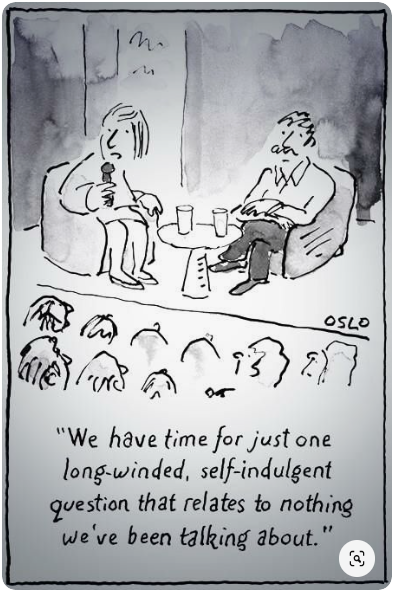 OSLO
"We have time for just one
long-winded, self-indulgent
question that relates to nothing
we've been talking about."